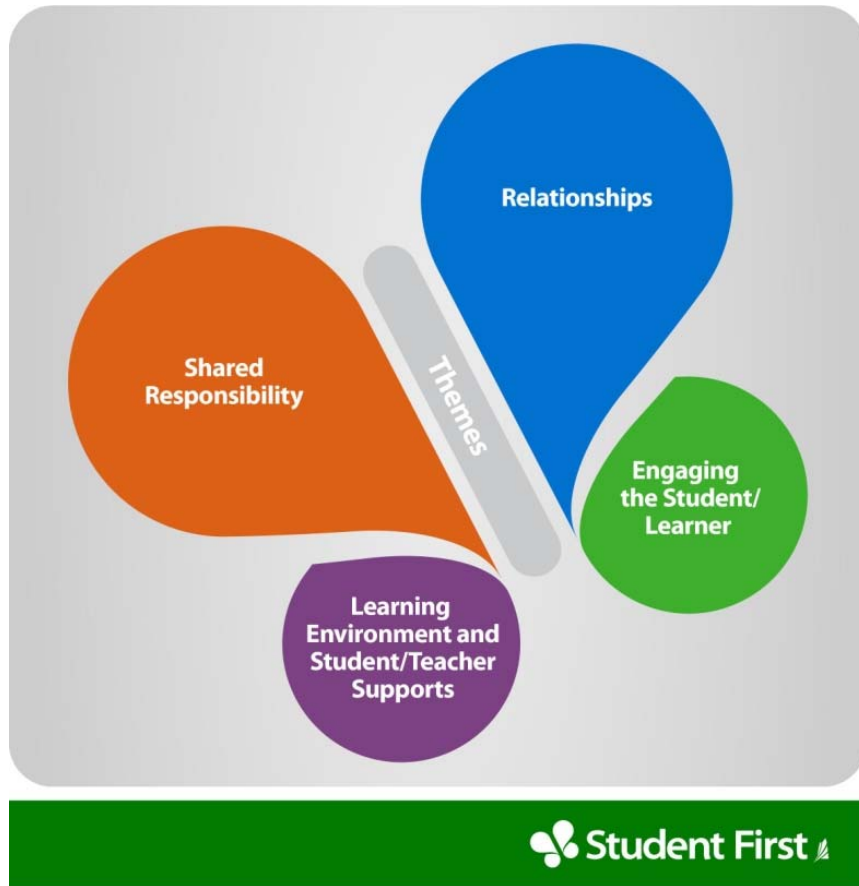 Relationships
Shared
Responsibility
Themes
Engaging
the Student/
Learner
Learning
Environment and
Student/Teacher
Supports
Student First